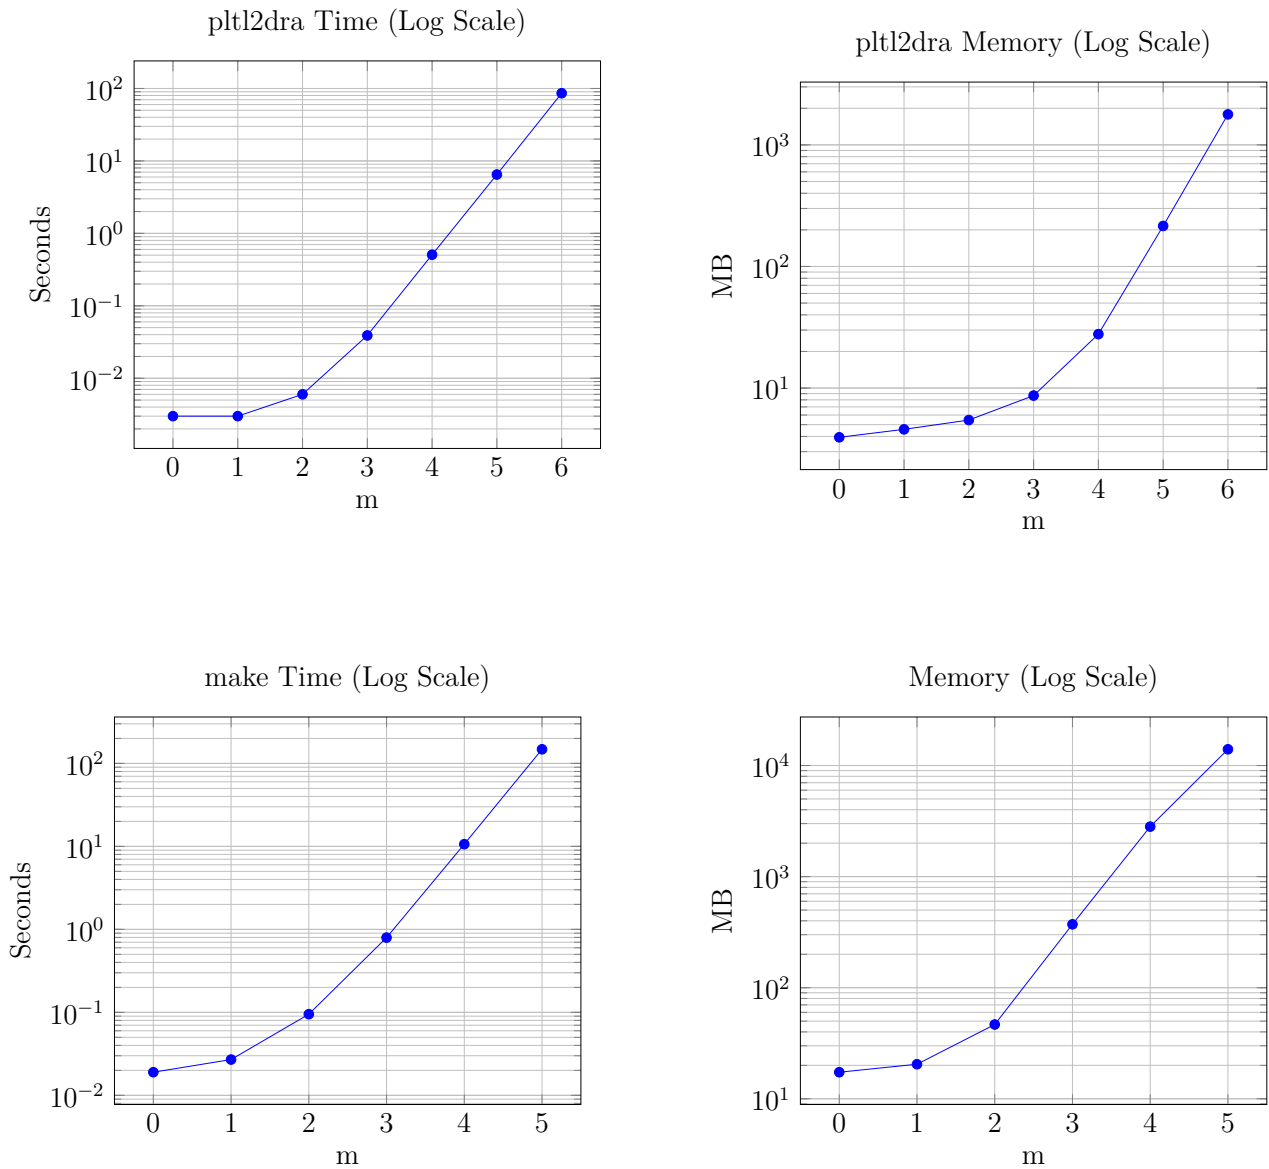 pltl2dra Time (Log Scale)
Seconds
10^2
10^1
10^0
10^−1
10^−2
0 1 2 3 4 5 6
m
pltl2dra Memory (Log Scale)
MB
10^3
10^2
10^1
0 1 2 3 4 5 6
m
make Time (Log Scale)
Seconds
10^2
10^1
10^0
10^−1
10^−2
0 1 2 3 4 5
m
Memory (Log Scale)
MB
10^4
10^3
10^2
10^1
0 1 2 3 4 5
m